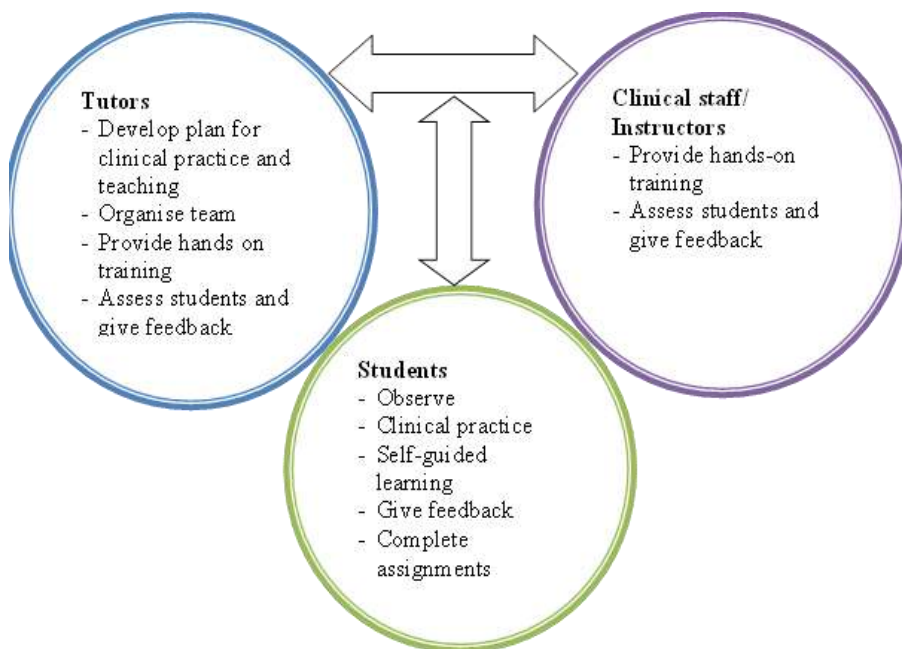 Tutors
- Develop plan for
clinical practice and
teaching
- Organise team
- Provide hands on
training
- Assess students and
give feedback
Clinical staff/
Instructors
- Provide hands-on
training
- Assess students and
give feedback
Students
- Observe
- Clinical practice
- Self-guided
learning
- Give feedback
- Complete
assignments